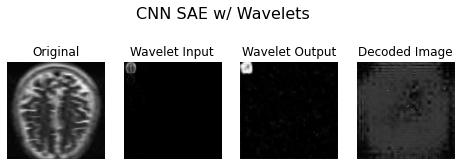 CNN SAE w/ Wavelets
Original Wavelet Input Wavelet Output Decoded Image